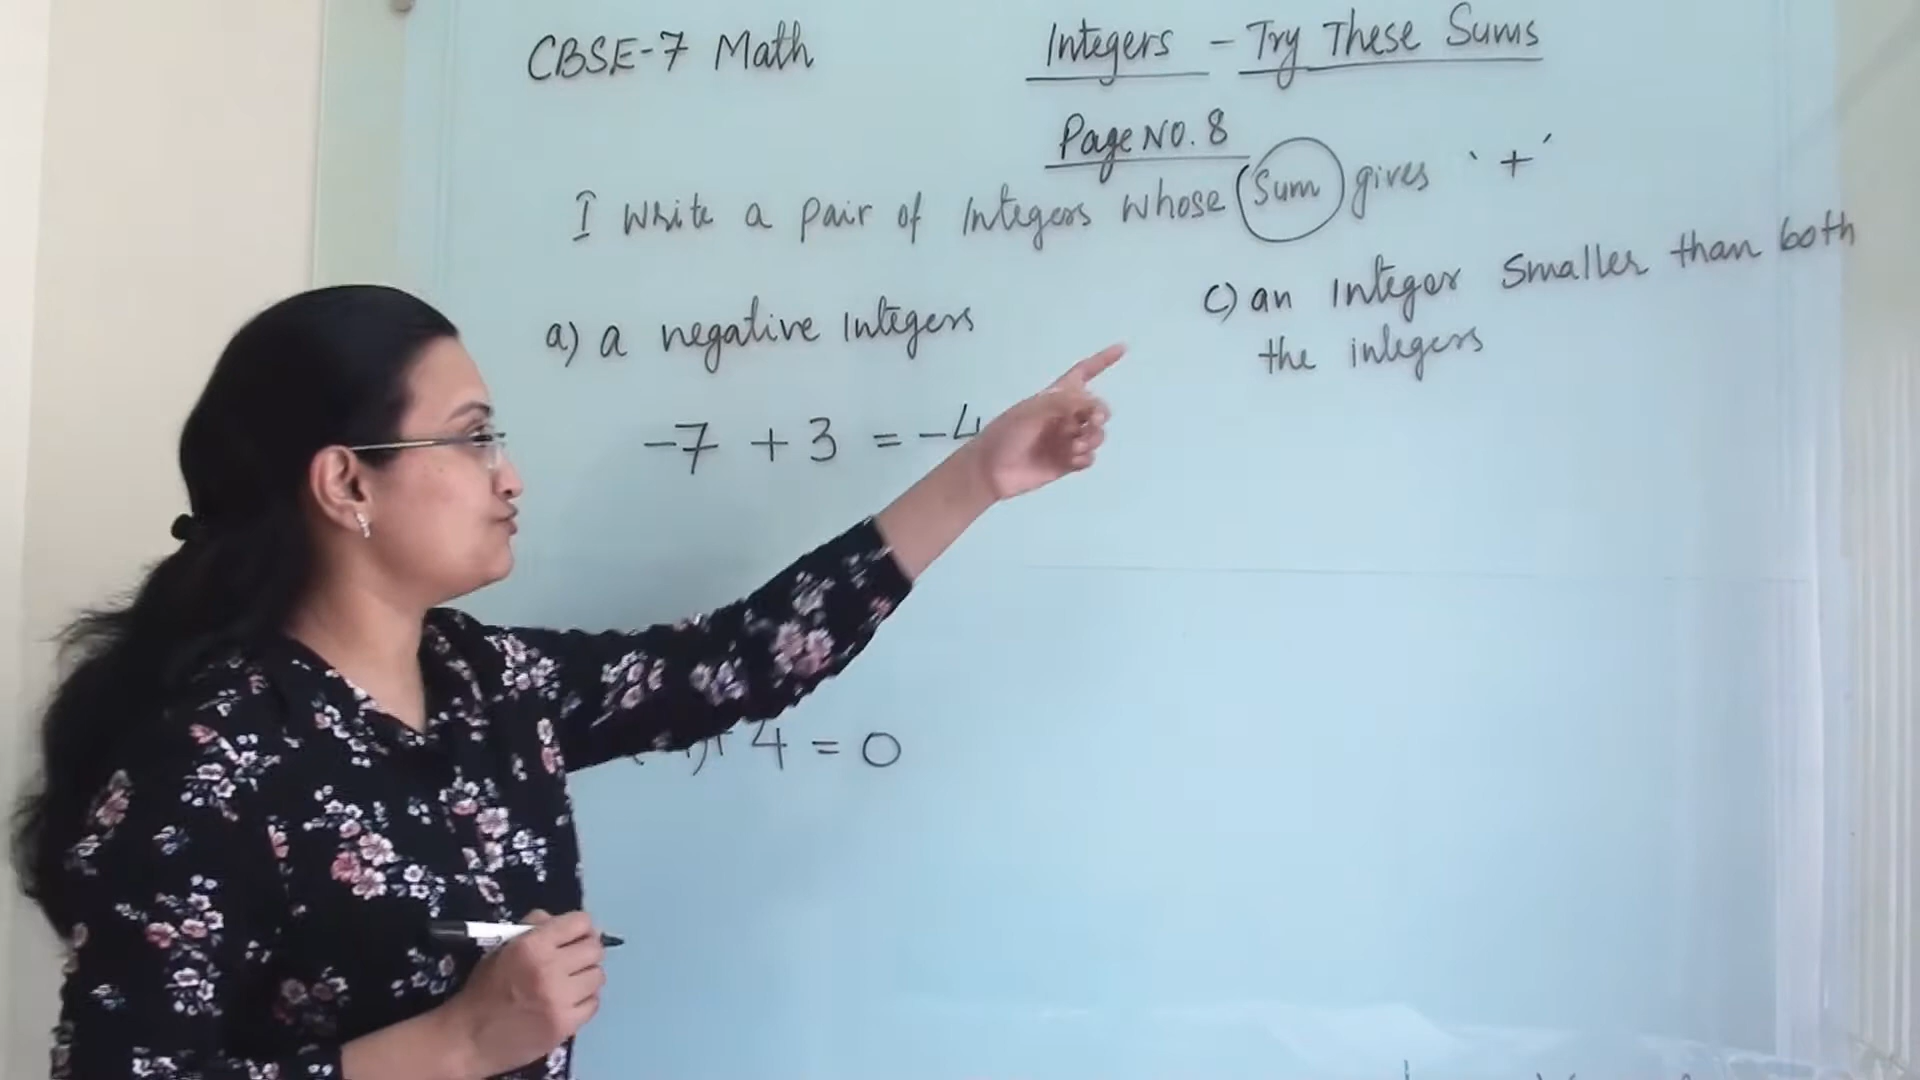 CBSE-7 Math
Integers - Try These Sums
Page No. 8
I Write a pair of Integers whose Sum gives '+'
a) a negative integers
-7 + 3 = -4
c) an Integer Smaller than both
the integers
4 = 0